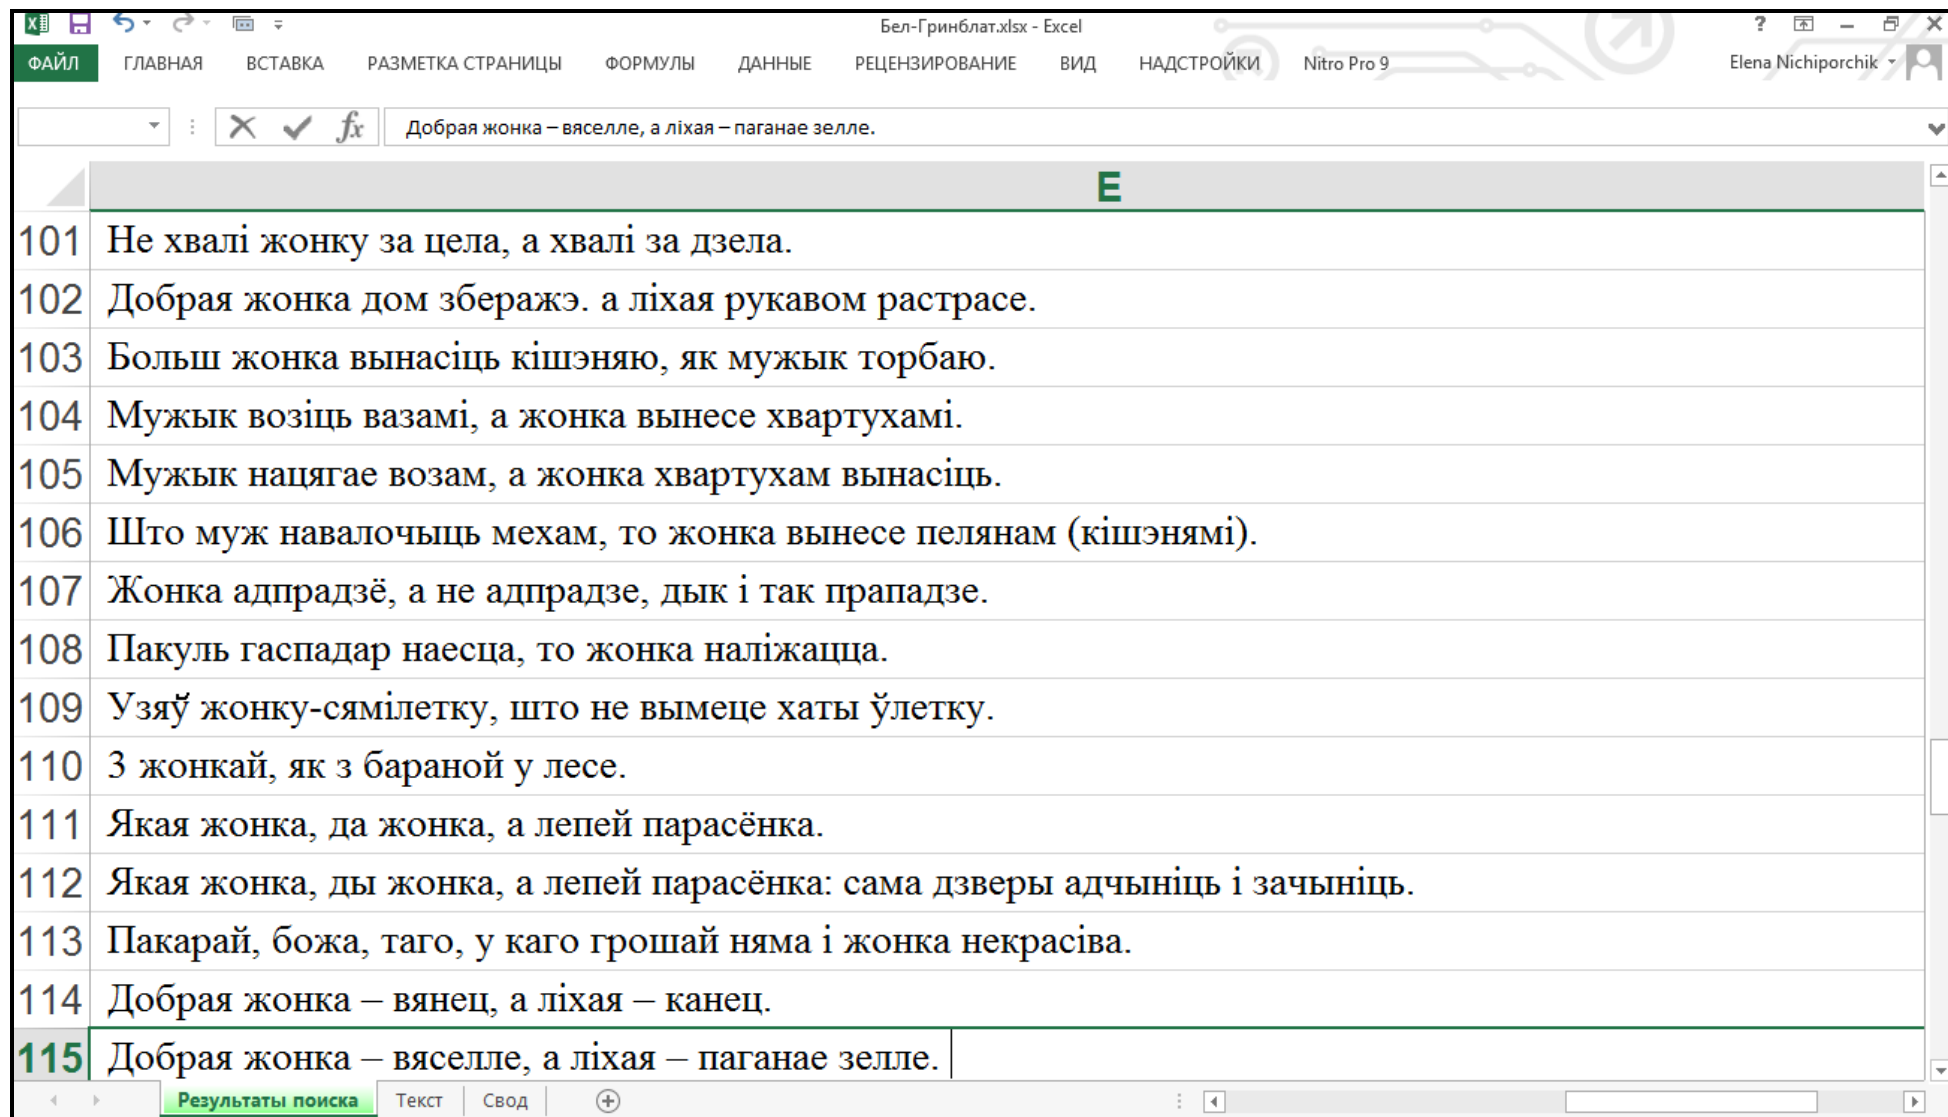 Бел-Гринблат.xlsx - Excel
?
ФАЙЛ ГЛАВНАЯ ВСТАВКА РАЗМЕТКА СТРАНИЦЫ ФОРМУЛЫ ДАННЫЕ РЕЦЕНЗИРОВАНИЕ ВИД НАДСТРОЙКИ Nitro Pro 9 Elena Nichiporchik
fx Добрая жонка – вяселле, а ліхая – паганае зелле.
E
101 Не хвалі жонку за цела, а хвалі за дзела.
102 Добрая жонка дом зберажэ. а ліхая рукавом растрасе.
103 Больш жонка вынасіць кішэняю, як мужык торбаю.
104 Мужык возіць вазамі, а жонка вынесе хвартухамі.
105 Мужык нацягае возам, а жонка хвартухам вынасіць.
106 Што муж навалочыць мехам, то жонка вынесе пелянам (кішэнямі).
107 Жонка адпрадзё, а не адпрадзе, дык і так прападзе.
108 Пакуль гаспадар наесца, то жонка наліжацца.
109 Узяў жонку-сямілетку, што не вымеце хаты ўлетку.
110 З жонкай, як з бараной у лесе.
111 Якая жонка, да жонка, а лепей парасёнка.
112 Якая жонка, ды жонка, а лепей парасёнка: сама дзверы адчыніць і зачыніць.
113 Пакарай, божа, таго, у каго грошай няма і жонка некрасіва.
114 Добрая жонка – вянец, а ліхая – канец.
115 Добрая жонка – вяселле, а ліхая – паганае зелле.
Результаты поиска Текст Свод